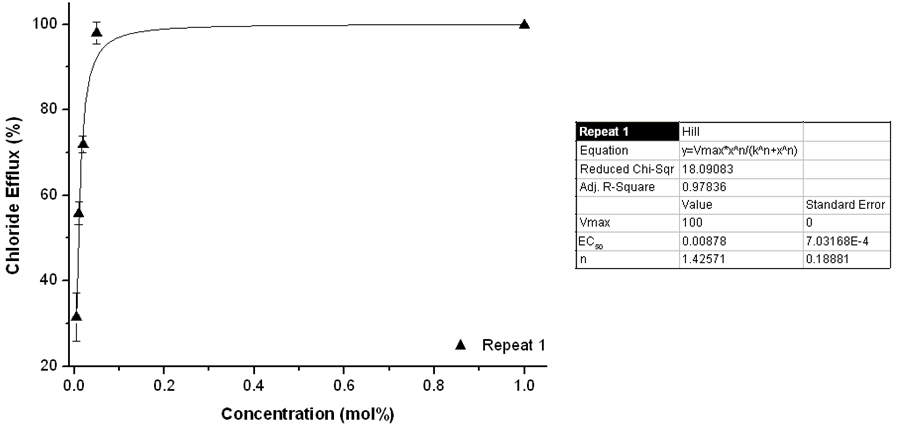 100
80
60
40
20
Chloride Efflux (%)
0.0 0.2 0.4 0.6 0.8 1.0
Concentration (mol%)
Repeat 1
Repeat 1 Hill
Equation y=Vmax*x^n/(k^n+x^n)
Reduced Chi-Sqr 18.09083
Adj. R-Square 0.97836
Value Standard Error
Vmax 100 0
EC₅₀ 0.00878 7.03168E-4
n 1.42571 0.18881